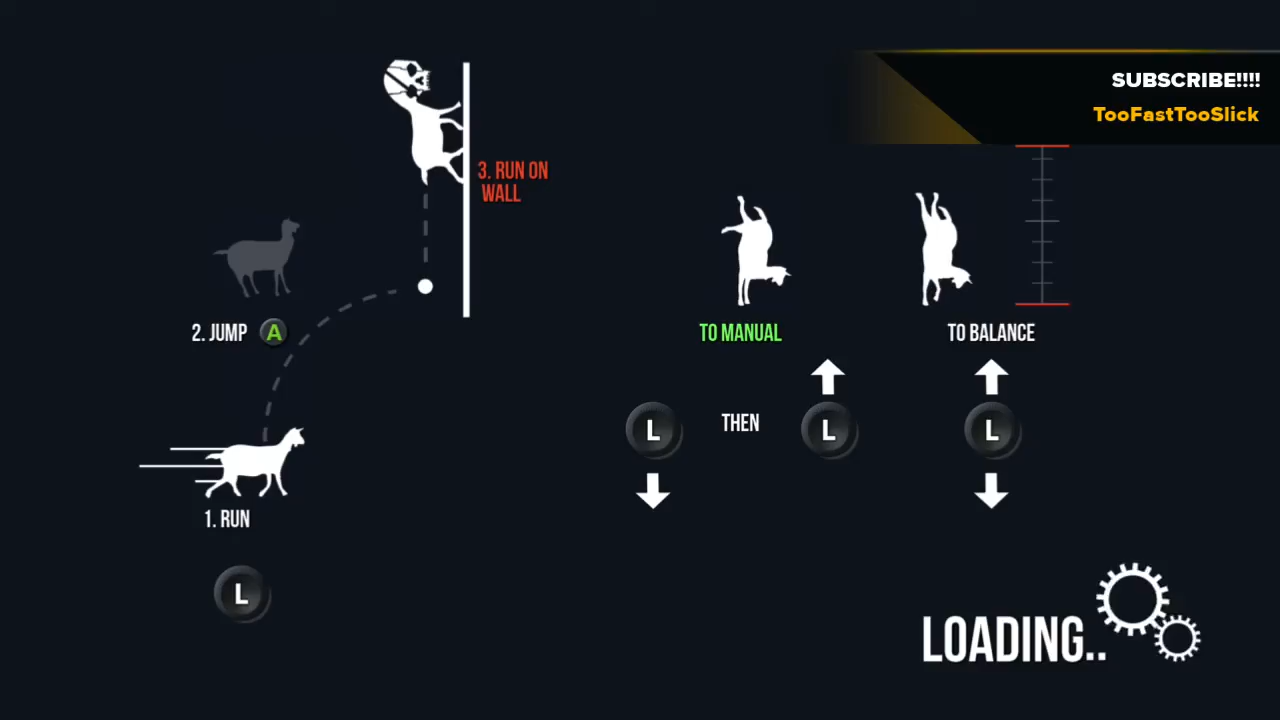 SUBSCRIBE!!!!
TooFastTooSlick
3. RUN ON
WALL
2. JUMP A
1. RUN
L
TO MANUAL
TO BALANCE
L THEN L
L
LOADING..